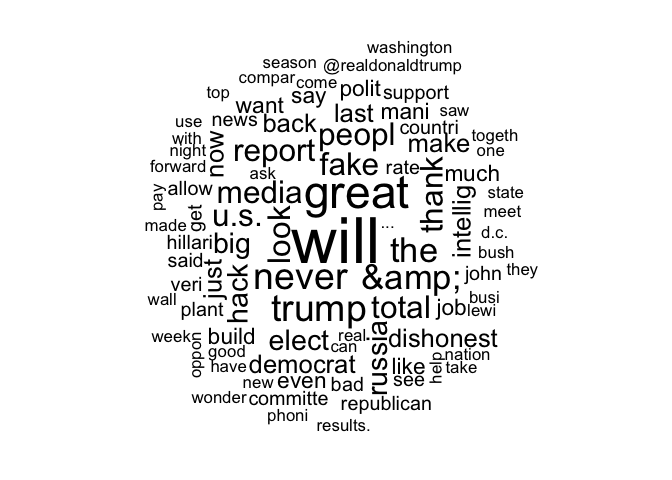 washington
season @realdonaldtrump
compar come
top say polit support
want last mani saw
use news back
with now peopl countri togeth
night report make one
forward fake rate
ask much
pay allow media great thank intellig state
get u.s. meet
made look will ... d.c.
hillari big the bush
said just hack never &amp; john they
veri
wall plant trump total job busi
lewi
weekn build elect real russia dishonest
oppon good can nation
have democrat like help take
new even bad see
wonder committe republican
phoni
results.